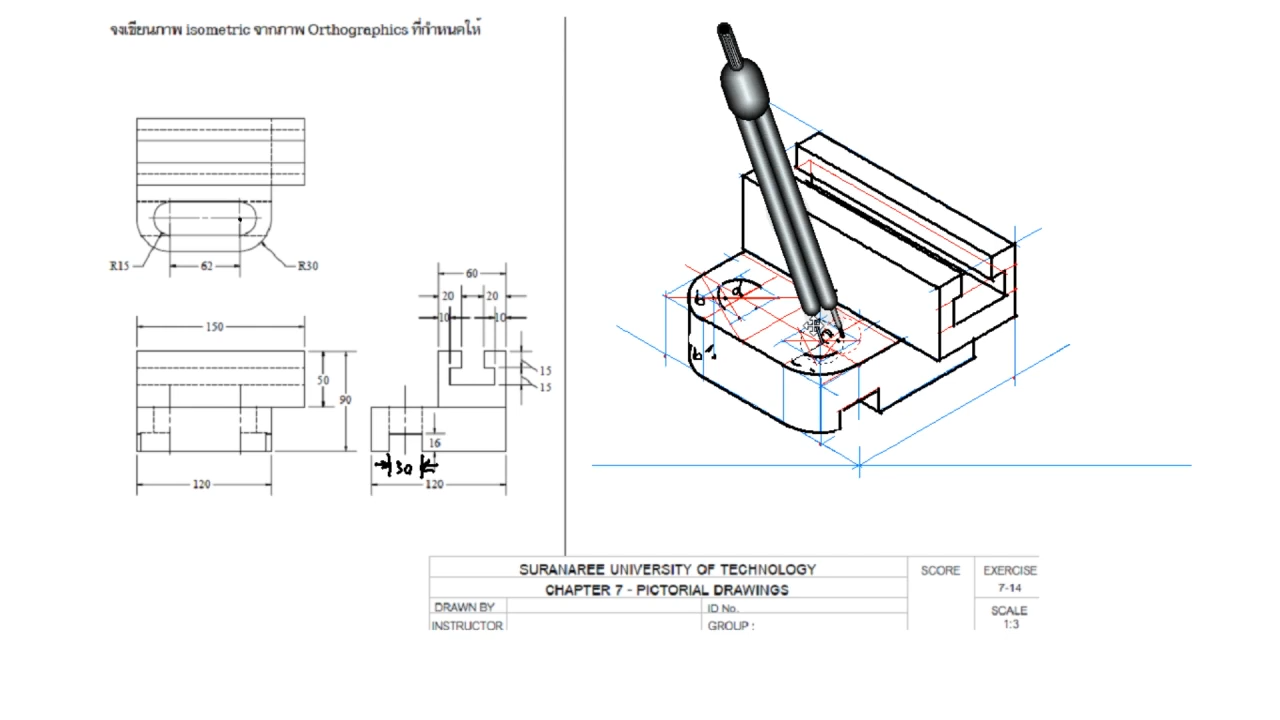 จงเขียนภาพ isometric จากภาพ Orthographics ที่กำหนดให้
R15
62
R30
60
20
20
10
10
150
50
90
15
15
16
30
120
120
a
b
b'
c
SURANAREE UNIVERSITY OF TECHNOLOGY
SCORE
EXERCISE
CHAPTER 7 - PICTORIAL DRAWINGS
7-14
DRAWN BY
ID No.
SCALE
INSTRUCTOR
GROUP :
1:3